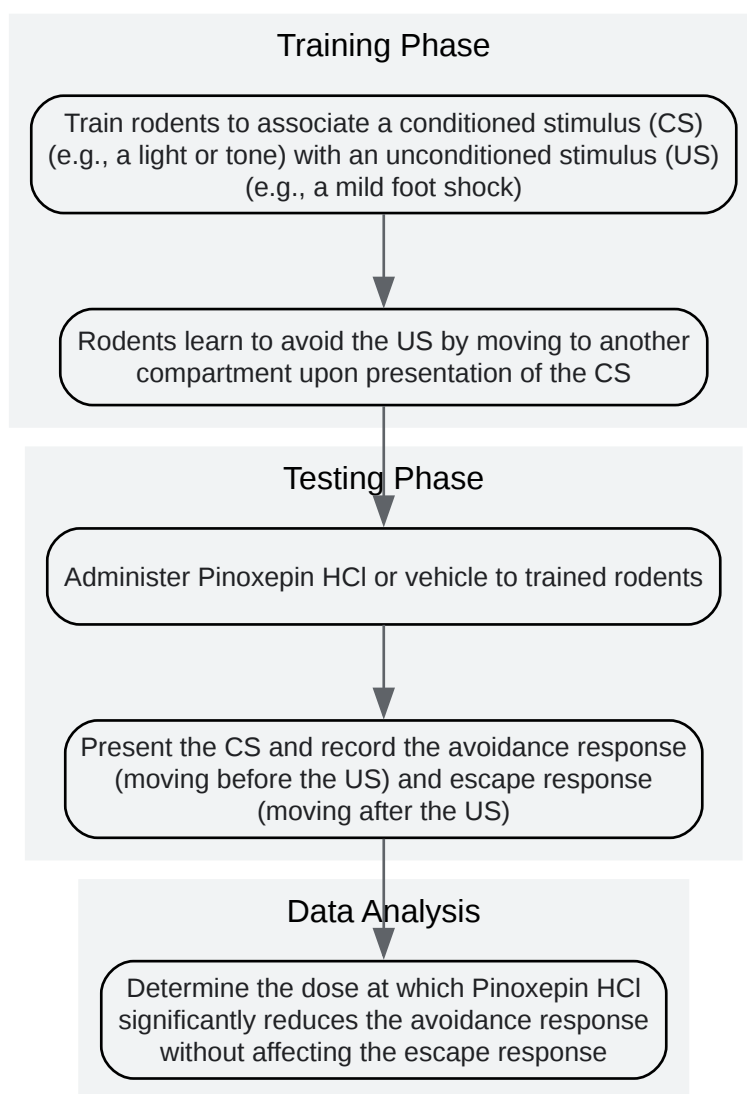 Training Phase
Train rodents to associate a conditioned stimulus (CS)
(e.g., a light or tone) with an unconditioned stimulus (US)
(e.g., a mild foot shock)
Rodents learn to avoid the US by moving to another
compartment upon presentation of the CS
Testing Phase
Administer Pinoxepin HCl or vehicle to trained rodents
Present the CS and record the avoidance response
(moving before the US) and escape response
(moving after the US)
Data Analysis
Determine the dose at which Pinoxepin HCl
significantly reduces the avoidance response
without affecting the escape response